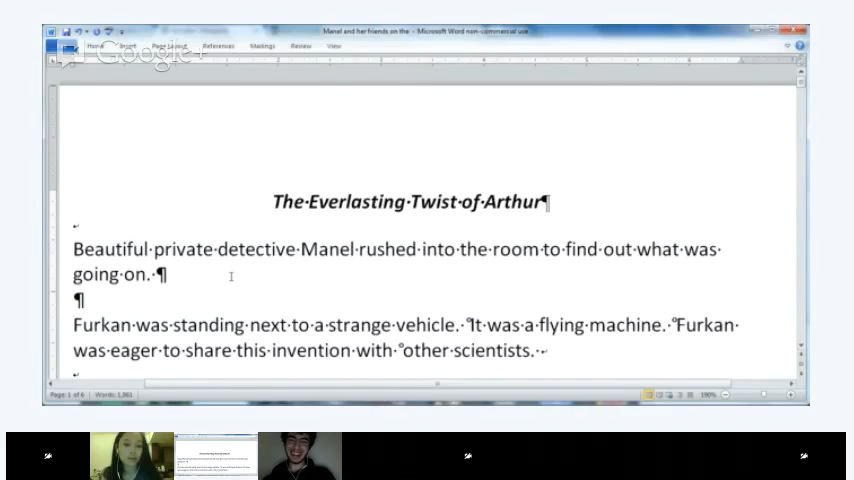 Manel and her friends on the - Microsoft Word non-commercial use
Google+
Home Insert Page Layout References Mailings Review View
The·Everlasting·Twist·of·Arthur¶
Beautiful·private·detective·Manel·rushed·into·the·room·to·find·out·what·was·
going·on.·¶
¶
Furkan·was·standing·next·to·a·strange·vehicle.·°It·was·a·flying·machine.·°Furkan·
was·eager·to·share·this·invention·with·°other·scientists.·
Page: 1 of 6 Words: 1,861 190%